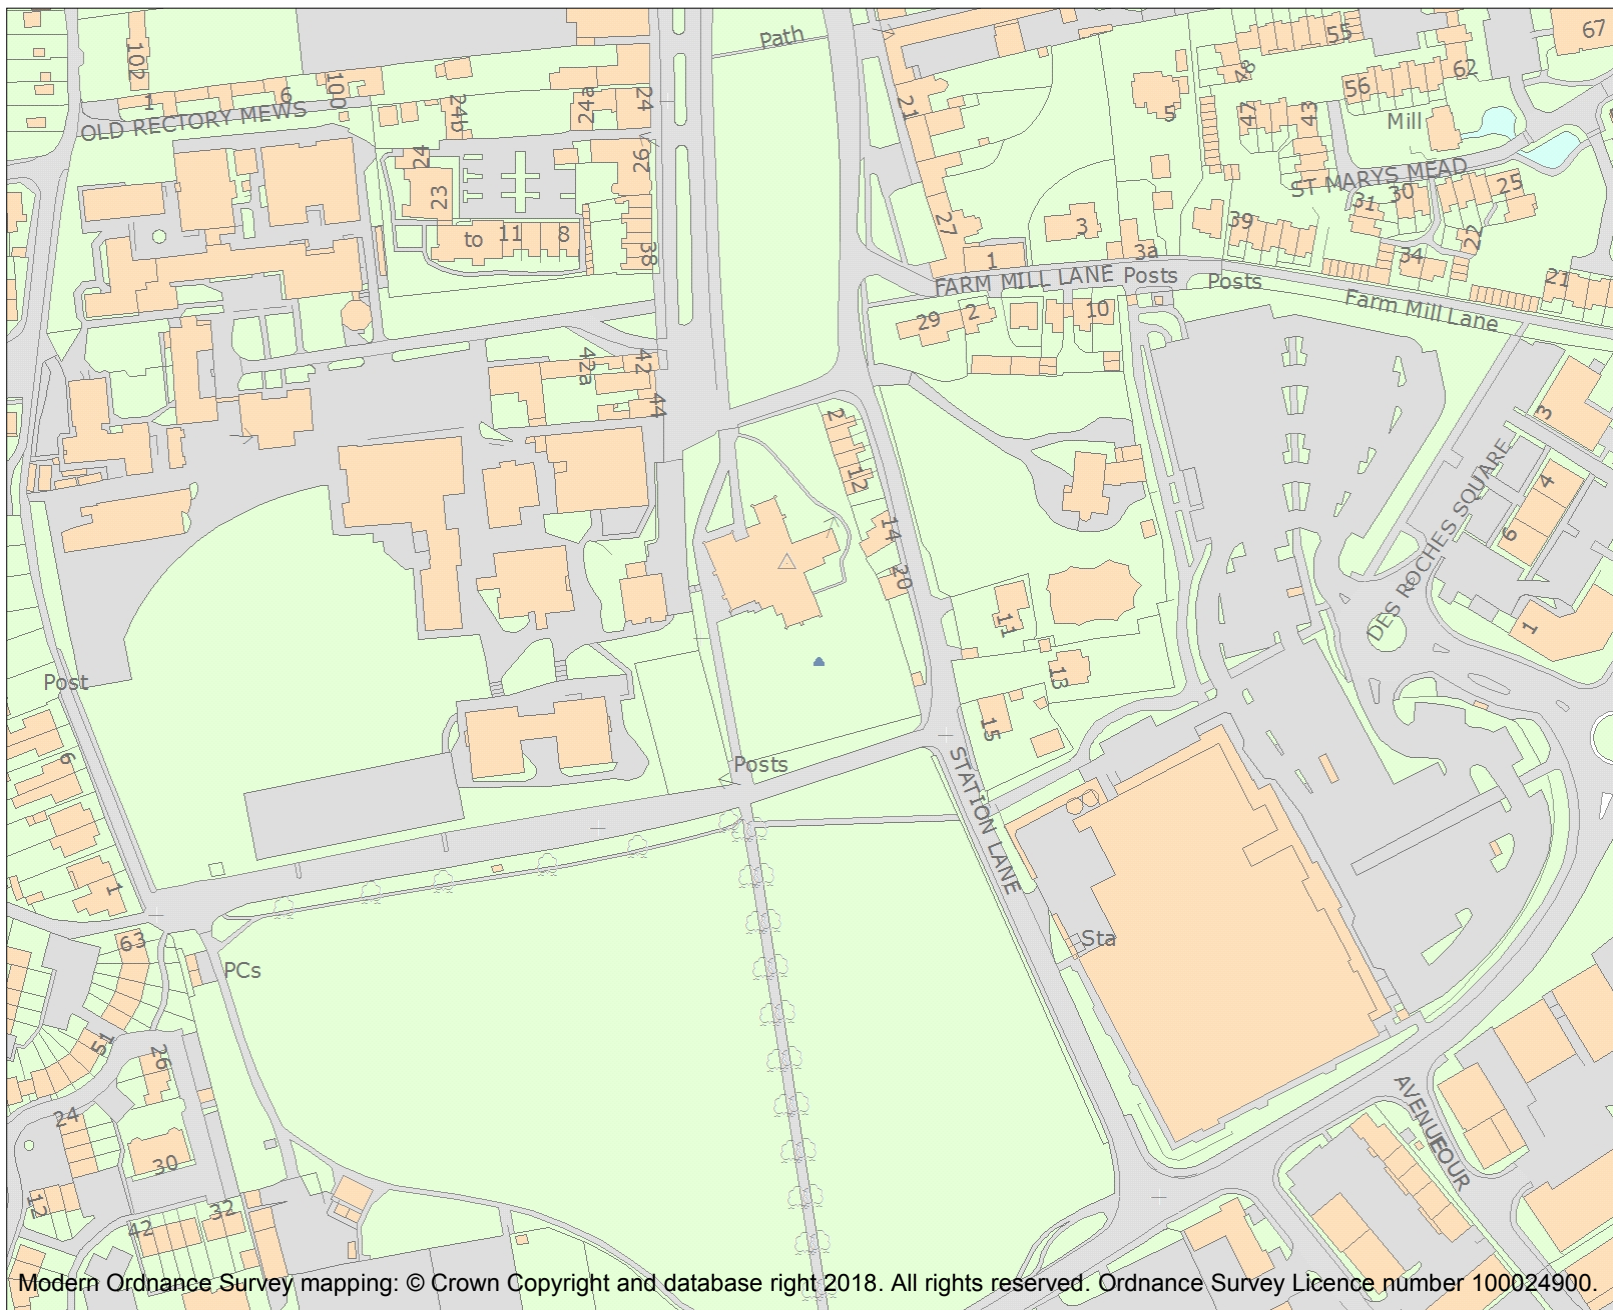 Path
55
67
102
1
6
100
24b
24a
24
21
5
48
47
43
56
62
Mill
OLD RECTORY MEWS
24
23
26
ST MARYS MEAD
31
30
25
to
11
8
38
27
3
39
22
34
1
3a
FARM MILL LANE
Posts
Posts
21
Farm Mill Lane
29
2
10
42a
42
44
2
12
3
4
6
14
20
DES ROCHES SQUARE
11
1
13
Post
15
6
Posts
STATION LANE
1
63
Sta
PCs
51
26
24
AVENUE FOUR
30
12
42
32
Modern Ordnance Survey mapping: © Crown Copyright and database right 2018. All rights reserved. Ordnance Survey Licence number 100024900.